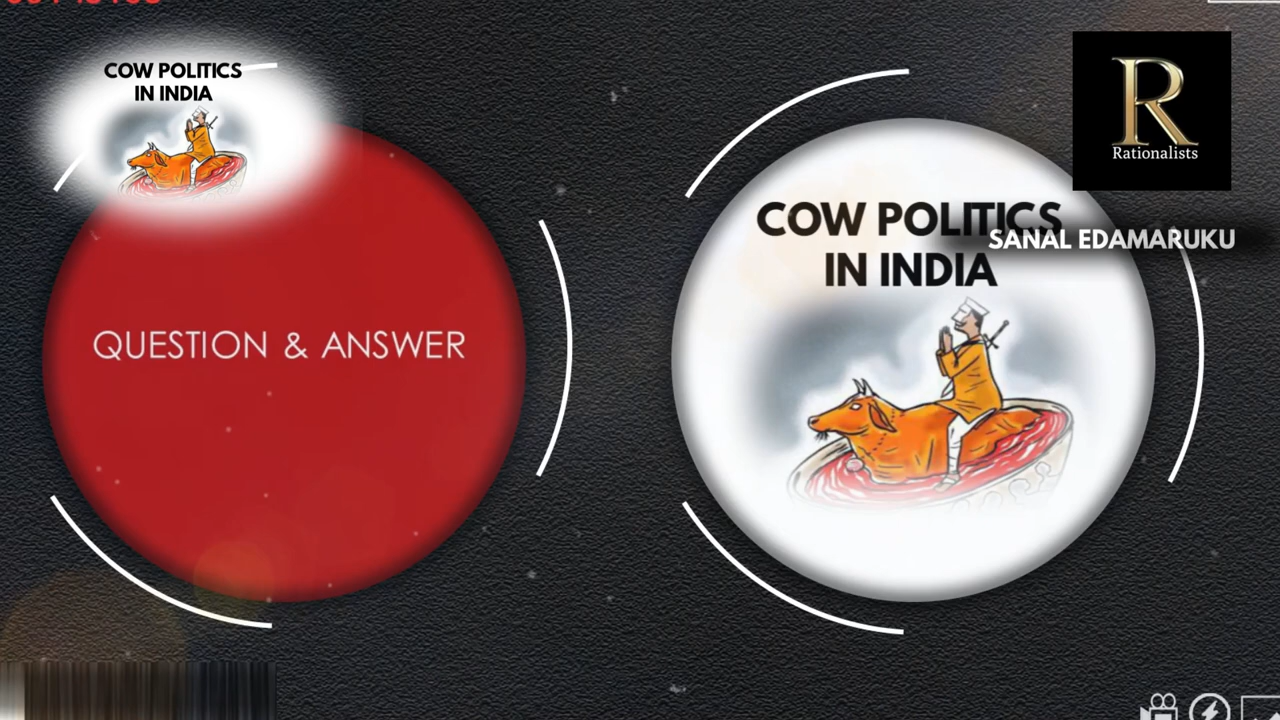 COW POLITICS
IN INDIA
QUESTION & ANSWER
COW POLITICS
IN INDIA
R
Rationalists
SANAL EDAMARUKU